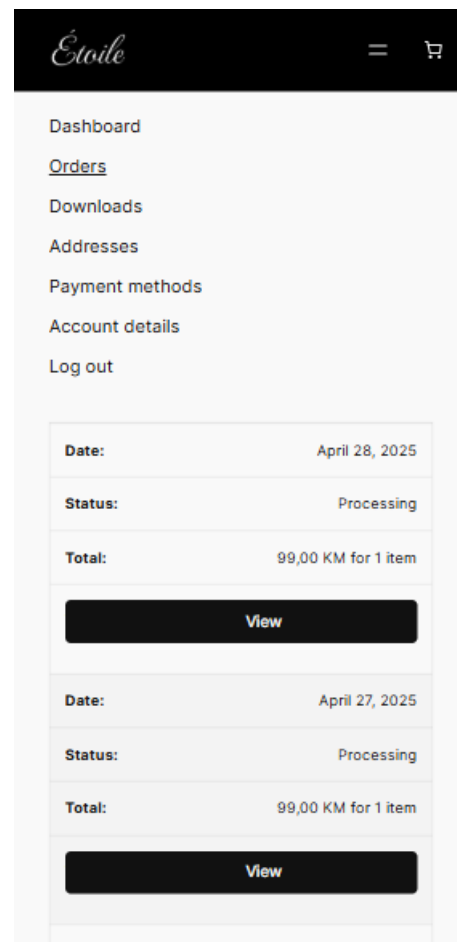 Étoile
Dashboard
Orders
Downloads
Addresses
Payment methods
Account details
Log out
Date: April 28, 2025
Status: Processing
Total: 99,00 KM for 1 item
View
Date: April 27, 2025
Status: Processing
Total: 99,00 KM for 1 item
View